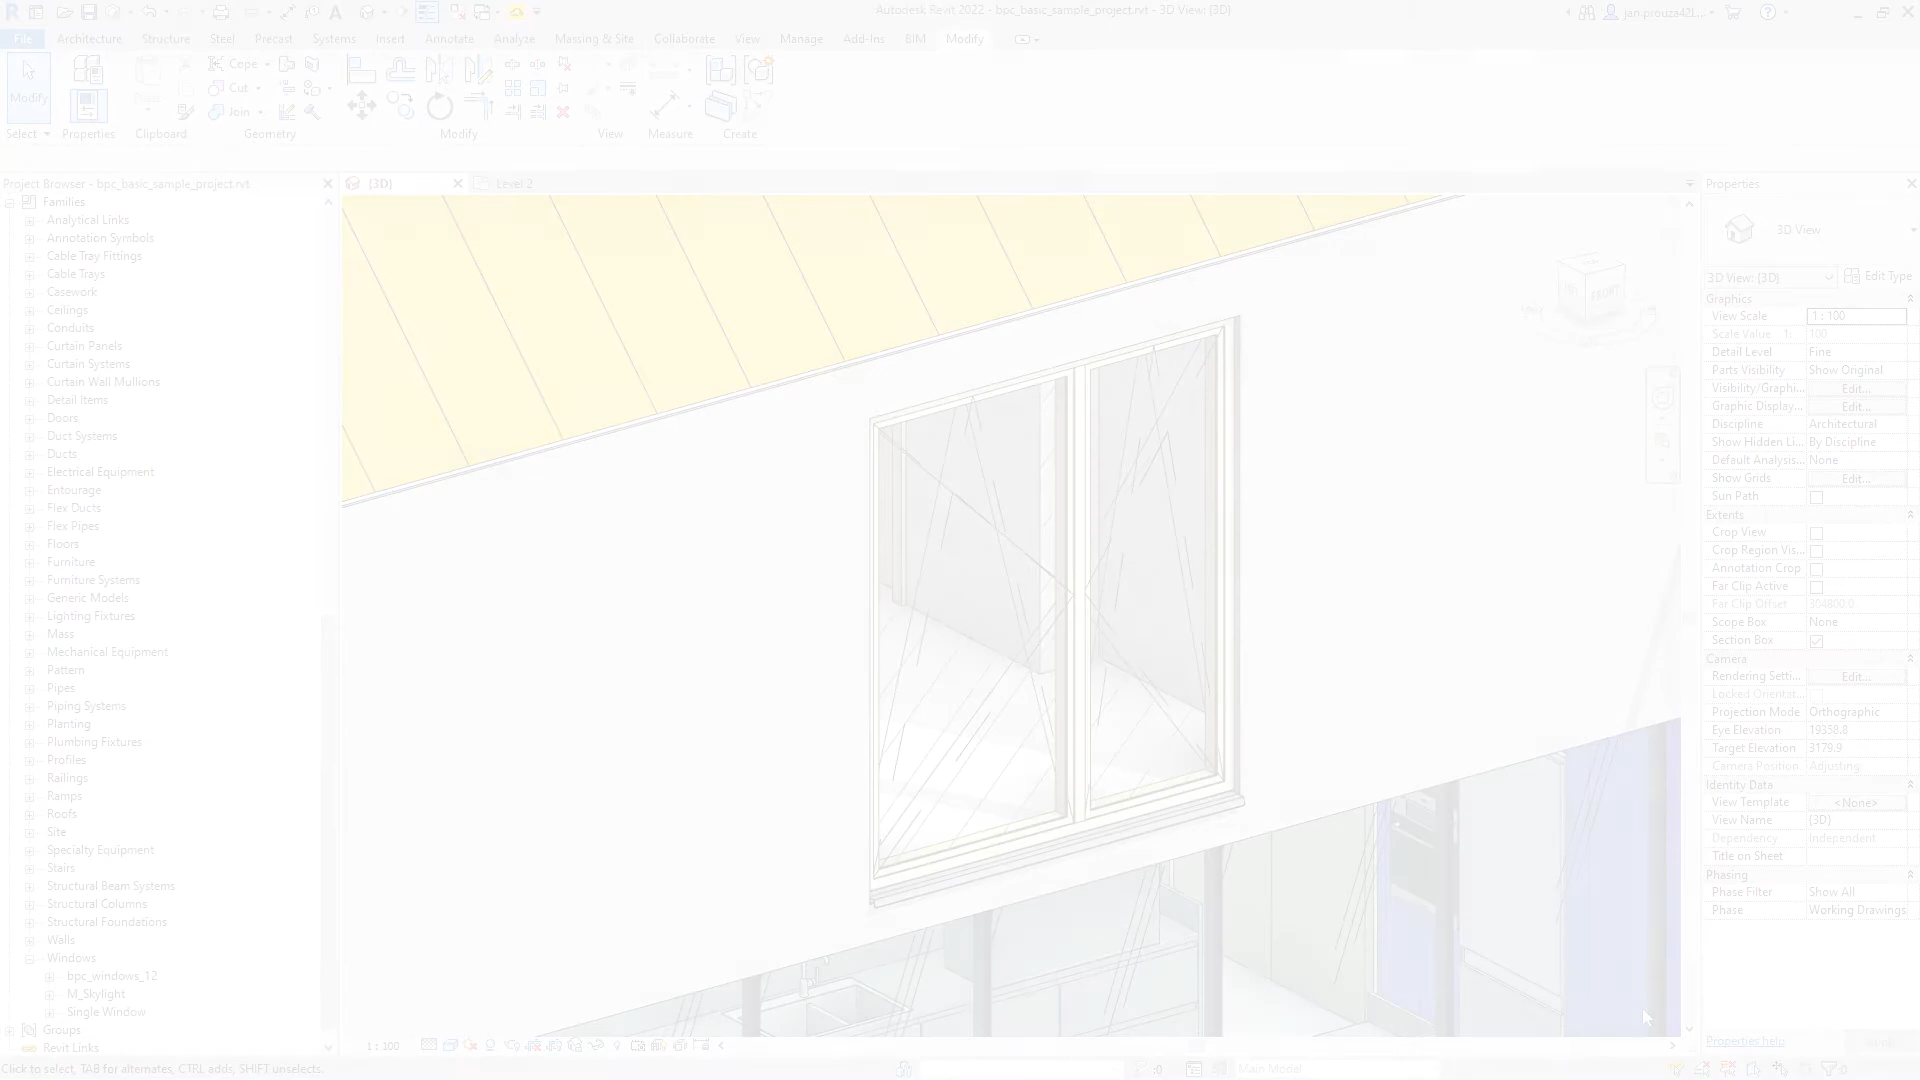 Autodesk Revit 2022 - bpc_basic_sample_project.rvt - 3D View: {3D}
jan.prouza42L...
File Architecture Structure Steel Precast Systems Insert Annotate Analyze Massing & Site Collaborate View Manage Add-Ins BIM Modify
Modify
Cope
Cut
Join
Select Properties Clipboard Geometry Modify View Measure Create
Project Browser - bpc_basic_sample_project.rvt
{3D}
Level 2
Families
Analytical Links
Annotation Symbols
Cable Tray Fittings
Cable Trays
Casework
Ceilings
Conduits
Curtain Panels
Curtain Systems
Curtain Wall Mullions
Detail Items
Doors
Duct Systems
Ducts
Electrical Equipment
Entourage
Flex Ducts
Flex Pipes
Floors
Furniture
Furniture Systems
Generic Models
Lighting Fixtures
Mass
Mechanical Equipment
Pattern
Pipes
Piping Systems
Planting
Plumbing Fixtures
Profiles
Railings
Ramps
Roofs
Site
Specialty Equipment
Stairs
Structural Beam Systems
Structural Columns
Structural Foundations
Walls
Windows
bpc_windows_12
M_Skylight
Single Window
Groups
Revit Links
FRONT
Properties
3D View
3D View: {3D}
Edit Type
Graphics
View Scale 1 : 100
Scale Value 1: 100
Detail Level Fine
Parts Visibility Show Original
Visibility/Graphi... Edit...
Graphic Display... Edit...
Discipline Architectural
Show Hidden Li... By Discipline
Default Analysis... None
Show Grids Edit...
Sun Path
Extents
Crop View
Crop Region Vis...
Annotation Crop
Far Clip Active
Far Clip Offset 304800.0
Scope Box None
Section Box
Camera
Rendering Setti... Edit...
Locked Orientat...
Projection Mode Orthographic
Eye Elevation 19358.8
Target Elevation 3179.9
Camera Position Adjusting
Identity Data
View Template <None>
View Name {3D}
Dependency Independent
Title on Sheet
Phasing
Phase Filter Show All
Phase Working Drawings
Properties help
1 : 100
Click to select, TAB for alternates, CTRL adds, SHIFT unselects.
:0
Main Model
:0